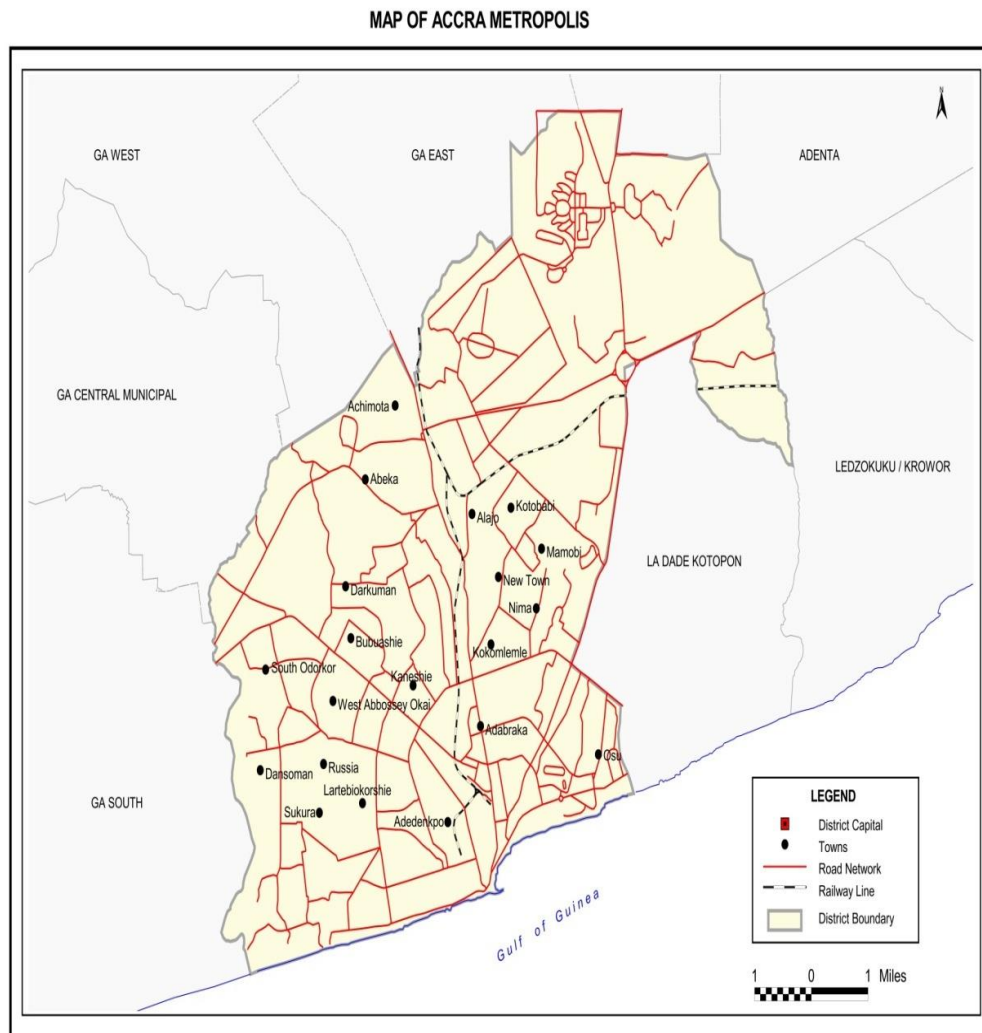 MAP OF ACCRA METROPOLIS
N
GA WEST
GA EAST
ADENTA
GA CENTRAL MUNICIPAL
Achimota
LEDZOKUKU / KROWOR
Abeka
Kotobabi
Alajo
Mamobi
LA DADE KOTOPON
New Town
Darkuman
Nima
Bubuashie
Kokomlemle
South Odorkor
Kaneshie
West Abbossey Okai
Adabraka
Osu
Russia
Dansoman
GA SOUTH
Lartebiokorshie
Sukura
Adedenkpo
Gulf of Guinea
LEGEND
District Capital
Towns
Road Network
Railway Line
District Boundary
1 0 1 Miles